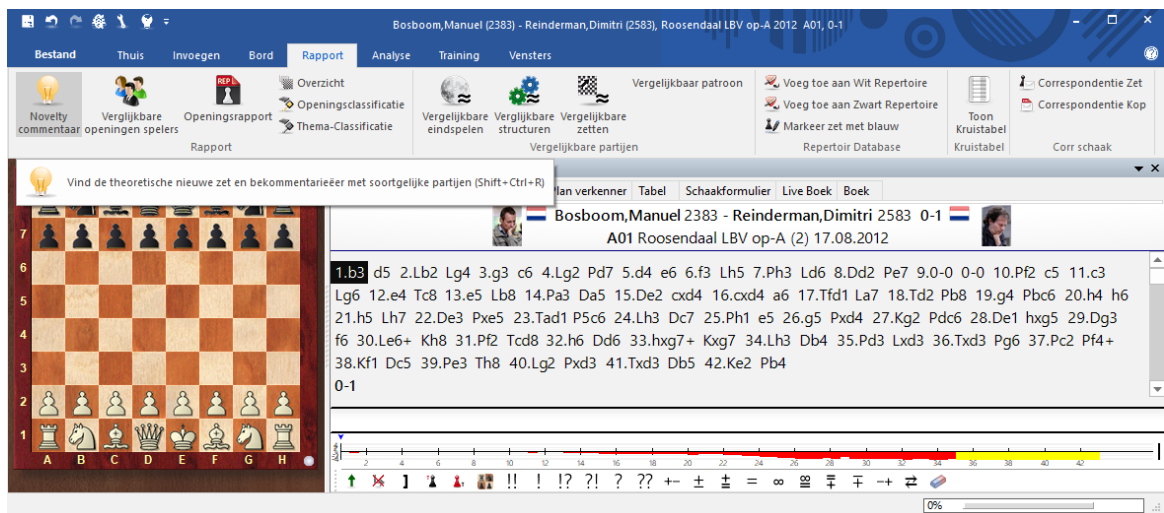 Bosboom,Manuel (2383) - Reinderman,Dimitri (2583), Roosendaal LBV op-A 2012 A01, 0-1
Bestand Thuis Invoegen Bord Rapport Analyse Training Vensters
Novelty commentaar
Verglijkbare openingen spelers
Openingsrapport
Overzicht
Openingsclassificatie
Thema-Classificatie
Rapport
Vergelijkbare eindspelen
Verglijkbare structuren
Vergelijkbare zetten
Vergelijkbaar patroon
Vergelijkbare partijen
Voeg toe aan Wit Repertoire
Voeg toe aan Zwart Repertoire
Markeer zet met blauw
Repertoir Database
Toon Kruistabel
Kruistabel
Correspondentie Zet
Correspondentie Kop
Corr schaak
Vind de theoretische nieuwe zet en bekommentarieëer met soortgelijke partijen (Shift+Ctrl+R)
Plan verkenner Tabel Schaakformulier Live Boek Boek
Bosboom,Manuel 2383 - Reinderman,Dimitri 2583 0-1
A01 Roosendaal LBV op-A (2) 17.08.2012
1.b3 d5 2.Lb2 Lg4 3.g3 c6 4.Lg2 Pd7 5.d4 e6 6.f3 Lh5 7.Ph3 Ld6 8.Dd2 Pe7 9.0-0 0-0 10.Pf2 c5 11.c3
Lg6 12.e4 Tc8 13.e5 Lb8 14.Pa3 Da5 15.De2 cxd4 16.cxd4 a6 17.Tfd1 La7 18.Td2 Pb8 19.g4 Pbc6 20.h4 h6
21.h5 Lh7 22.De3 Pxe5 23.Tad1 P5c6 24.Lh3 Dc7 25.Ph1 e5 26.g5 Pxd4 27.Kg2 Pdc6 28.De1 hxg5 29.Dg3
f6 30.Le6+ Kh8 31.Pf2 Tcd8 32.h6 Dd6 33.hxg7+ Kxg7 34.Lh3 Db4 35.Pd3 Lxd3 36.Txd3 Pg6 37.Pc2 Pf4+
38.Kf1 Dc5 39.Pe3 Th8 40.Lg2 Pxd3 41.Txd3 Db5 42.Ke2 Pb4
0-1
7
6
5
4
3
2
1
A B C D E F G H
2 4 6 8 10 12 14 16 18 20 22 24 26 28 30 32 34 36 38 40 42
!! ! !? ?! ? ?? +- ± ⩲ = ∞ ⯹ ⩱ ∓ -+ ⇄
0%